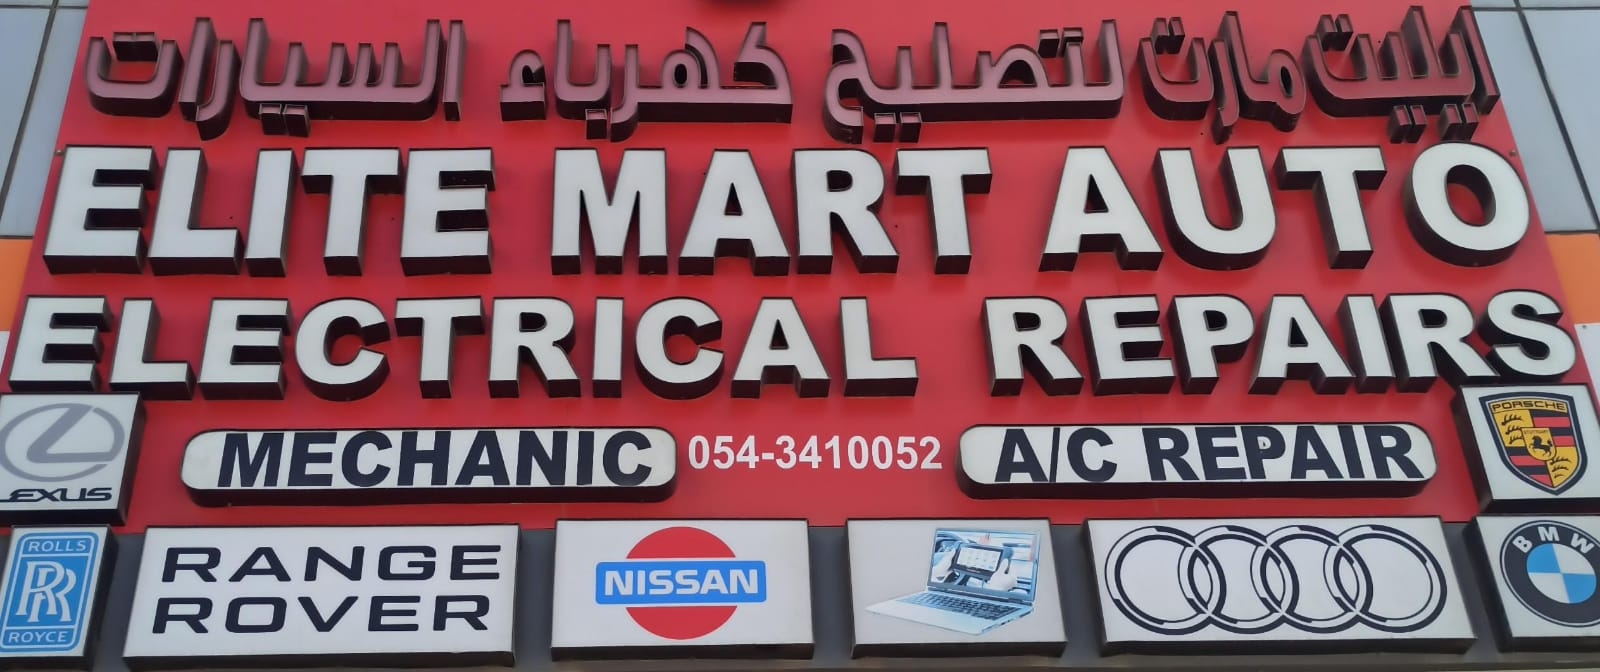 ايليت مارت لتصليح كهرباء السيارات
ELITE MART AUTO
ELECTRICAL REPAIRS
MECHANIC 054-3410052 A/C REPAIR
LEXUS
PORSCHE
ROLLS
RR
ROYCE
RANGE
ROVER
NISSAN
BMW